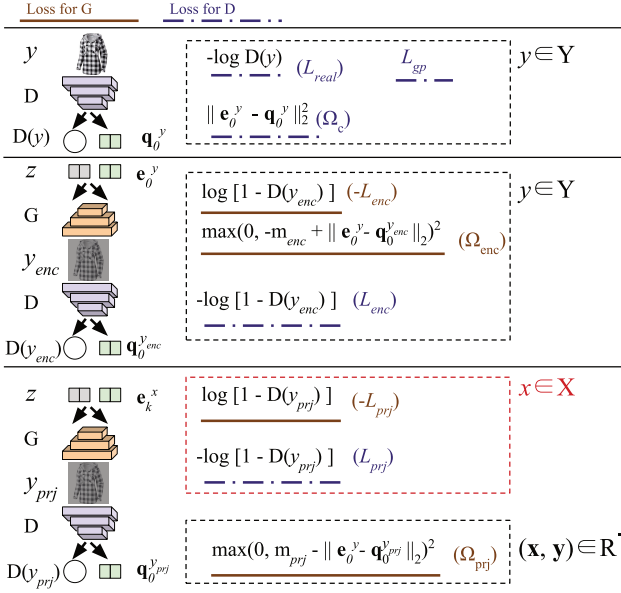 Loss for G Loss for D
y
-log D(y) (L_real) L_gp y ∈ Y
D
|| e_0^y - q_0^y ||_2^2 (Ω_c)
D(y) q_0^y
z e_0^y
log [1 - D(y_enc) ] (-L_enc) y ∈ Y
G
max(0, -m_enc + || e_0^y - q_0^{y_enc} ||_2)^2 (Ω_enc)
y_enc
D
-log [1 - D(y_enc) ] (L_enc)
D(y_enc) q_0^{y_enc}
z e_k^x
log [1 - D(y_prj) ] (-L_prj) x ∈ X
G
-log [1 - D(y_prj) ] (L_prj)
y_prj
D
max(0, m_prj - || e_0^y - q_0^{y_prj} ||_2)^2 (Ω_prj) (x, y) ∈ R
D(y_prj) q_0^{y_prj}